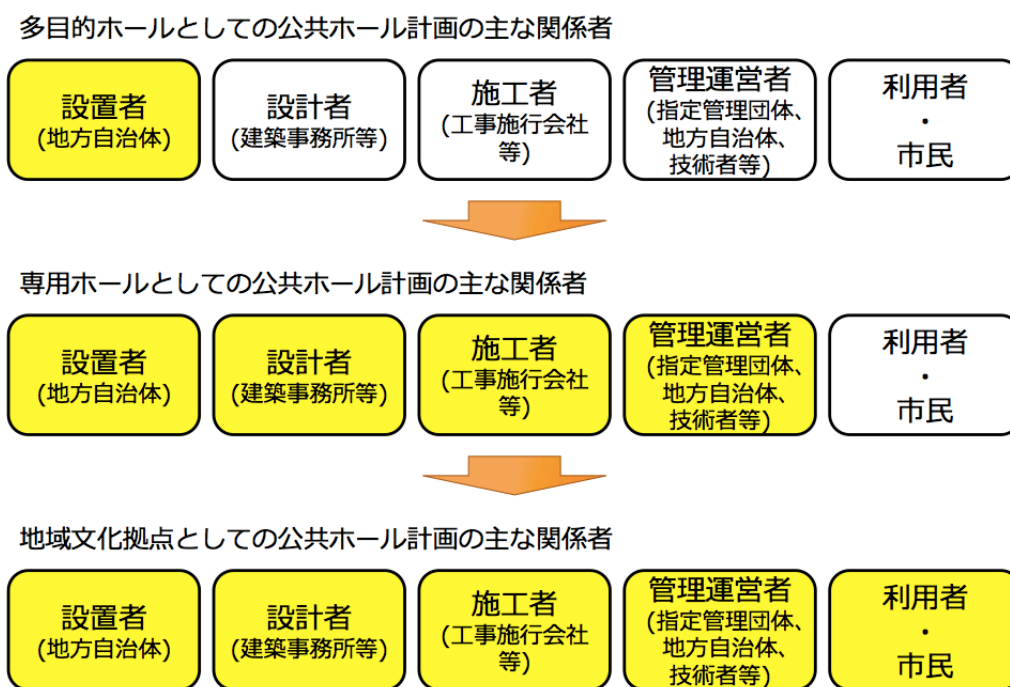 多目的ホールとしての公共ホール計画の主な関係者
設置者
(地方自治体)
設計者
(建築事務所等)
施工者
(工事施行会社
等)
管理運営者
(指定管理団体、
地方自治体、
技術者等)
利用者
・
市民
専用ホールとしての公共ホール計画の主な関係者
設置者
(地方自治体)
設計者
(建築事務所等)
施工者
(工事施行会社
等)
管理運営者
(指定管理団体、
地方自治体、
技術者等)
利用者
・
市民
地域文化拠点としての公共ホール計画の主な関係者
設置者
(地方自治体)
設計者
(建築事務所等)
施工者
(工事施行会社
等)
管理運営者
(指定管理団体、
地方自治体、
技術者等)
利用者
・
市民